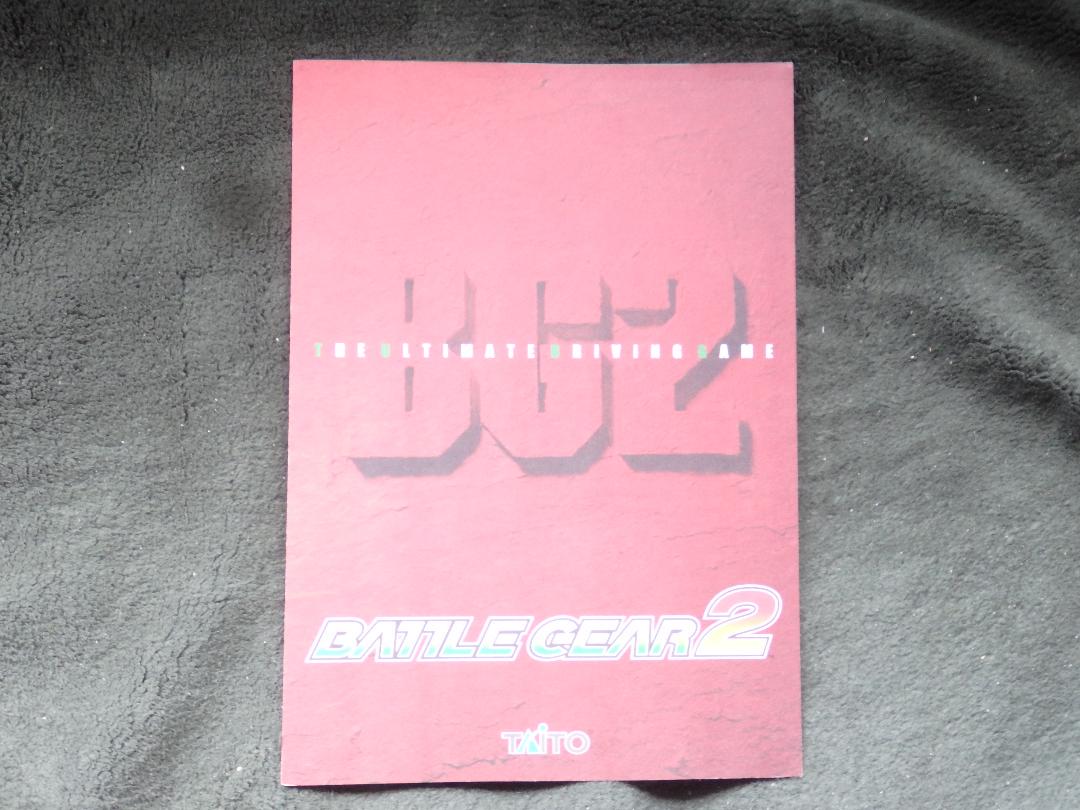 BG2
THE ULTIMATE DRIVING GAME
BATTLE GEAR 2
TAITO